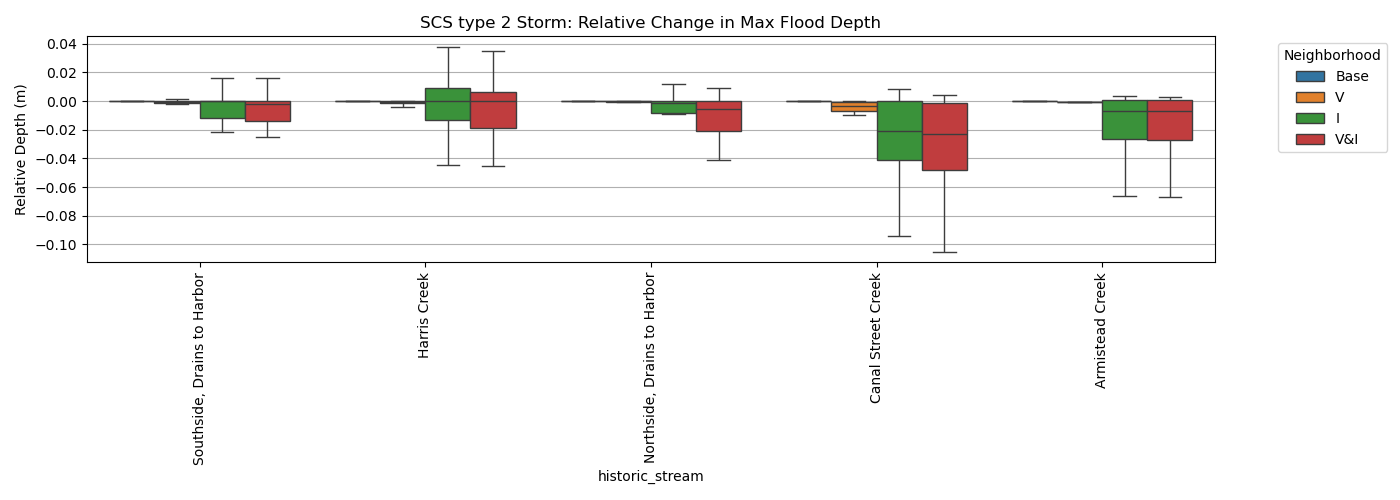 SCS type 2 Storm: Relative Change in Max Flood Depth
Relative Depth (m)
0.04
0.02
0.00
−0.02
−0.04
−0.06
−0.08
−0.10
Southside, Drains to Harbor
Harris Creek
Northside, Drains to Harbor
Canal Street Creek
Armistead Creek
historic_stream
Neighborhood
Base
V
I
V&I